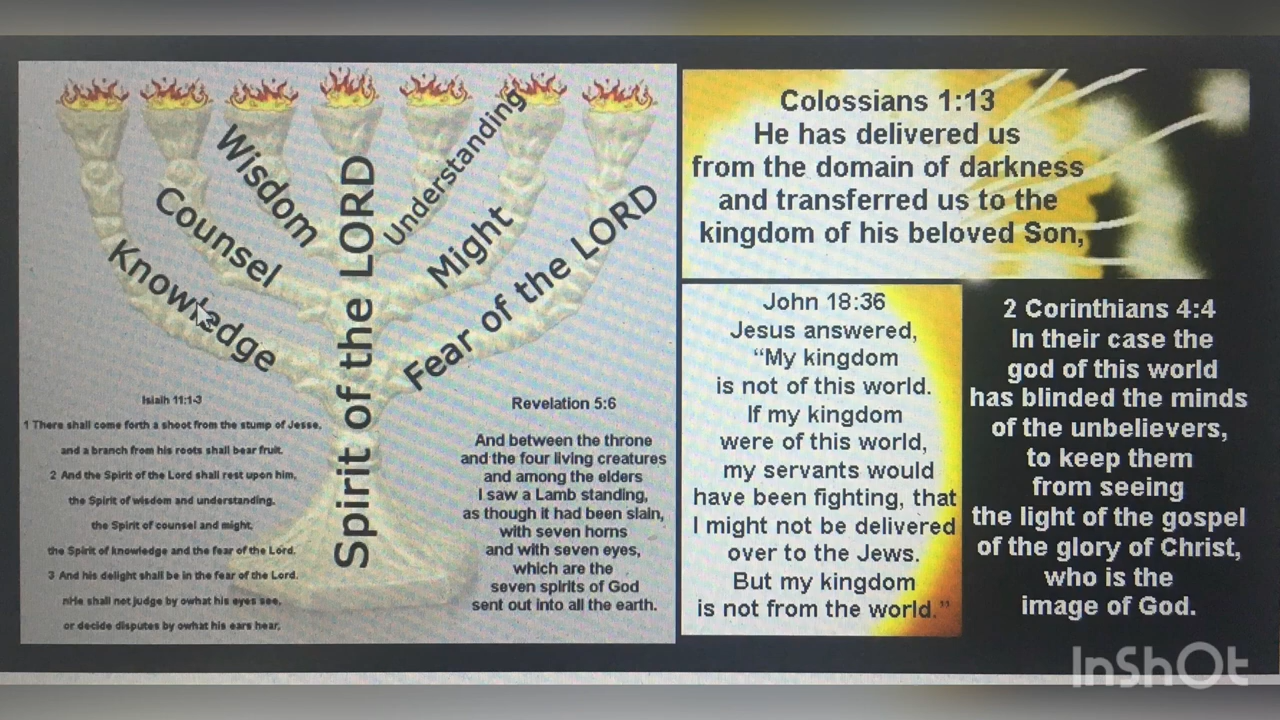 Wisdom
Counsel
Knowledge
Spirit of the LORD
Understanding
Might
Fear of the LORD
Isiaih 11:1-3
1 There shall come forth a shoot from the stump of Jesse,
and a branch from his roots shall bear fruit.
2 And the Spirit of the Lord shall rest upon him,
the Spirit of wisdom and understanding,
the Spirit of counsel and might,
the Spirit of knowledge and the fear of the Lord.
3 And his delight shall be in the fear of the Lord.
nHe shall not judge by owhat his eyes see,
or decide disputes by owhat his ears hear,
Revelation 5:6
And between the throne
and the four living creatures
and among the elders
I saw a Lamb standing,
as though it had been slain,
with seven horns
and with seven eyes,
which are the
seven spirits of God
sent out into all the earth.
Colossians 1:13
He has delivered us
from the domain of darkness
and transferred us to the
kingdom of his beloved Son,
John 18:36
Jesus answered,
“My kingdom
is not of this world.
If my kingdom
were of this world,
my servants would
have been fighting, that
I might not be delivered
over to the Jews.
But my kingdom
is not from the world.”
2 Corinthians 4:4
In their case the
god of this world
has blinded the minds
of the unbelievers,
to keep them
from seeing
the light of the gospel
of the glory of Christ,
who is the
image of God.
InShOt